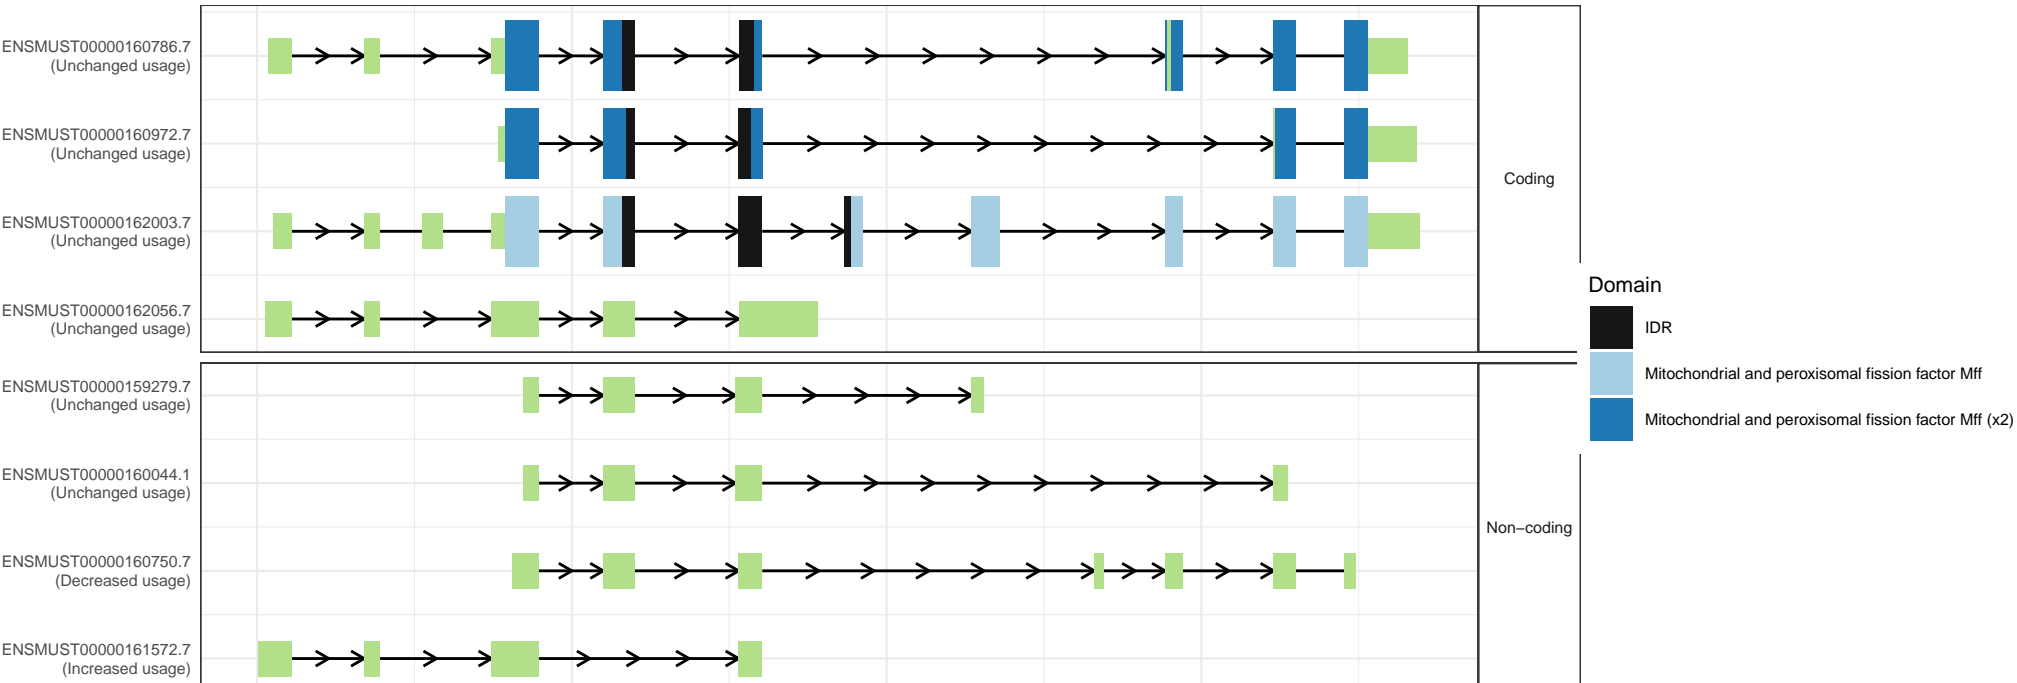 ENSMUST00000160786.7
(Unchanged usage)
ENSMUST00000160972.7
(Unchanged usage)
ENSMUST00000162003.7
(Unchanged usage)
ENSMUST00000162056.7
(Unchanged usage)
Coding
ENSMUST00000159279.7
(Unchanged usage)
ENSMUST00000160044.1
(Unchanged usage)
ENSMUST00000160750.7
(Decreased usage)
ENSMUST00000161572.7
(Increased usage)
Non−coding
Domain
IDR
Mitochondrial and peroxisomal fission factor Mff
Mitochondrial and peroxisomal fission factor Mff (x2)